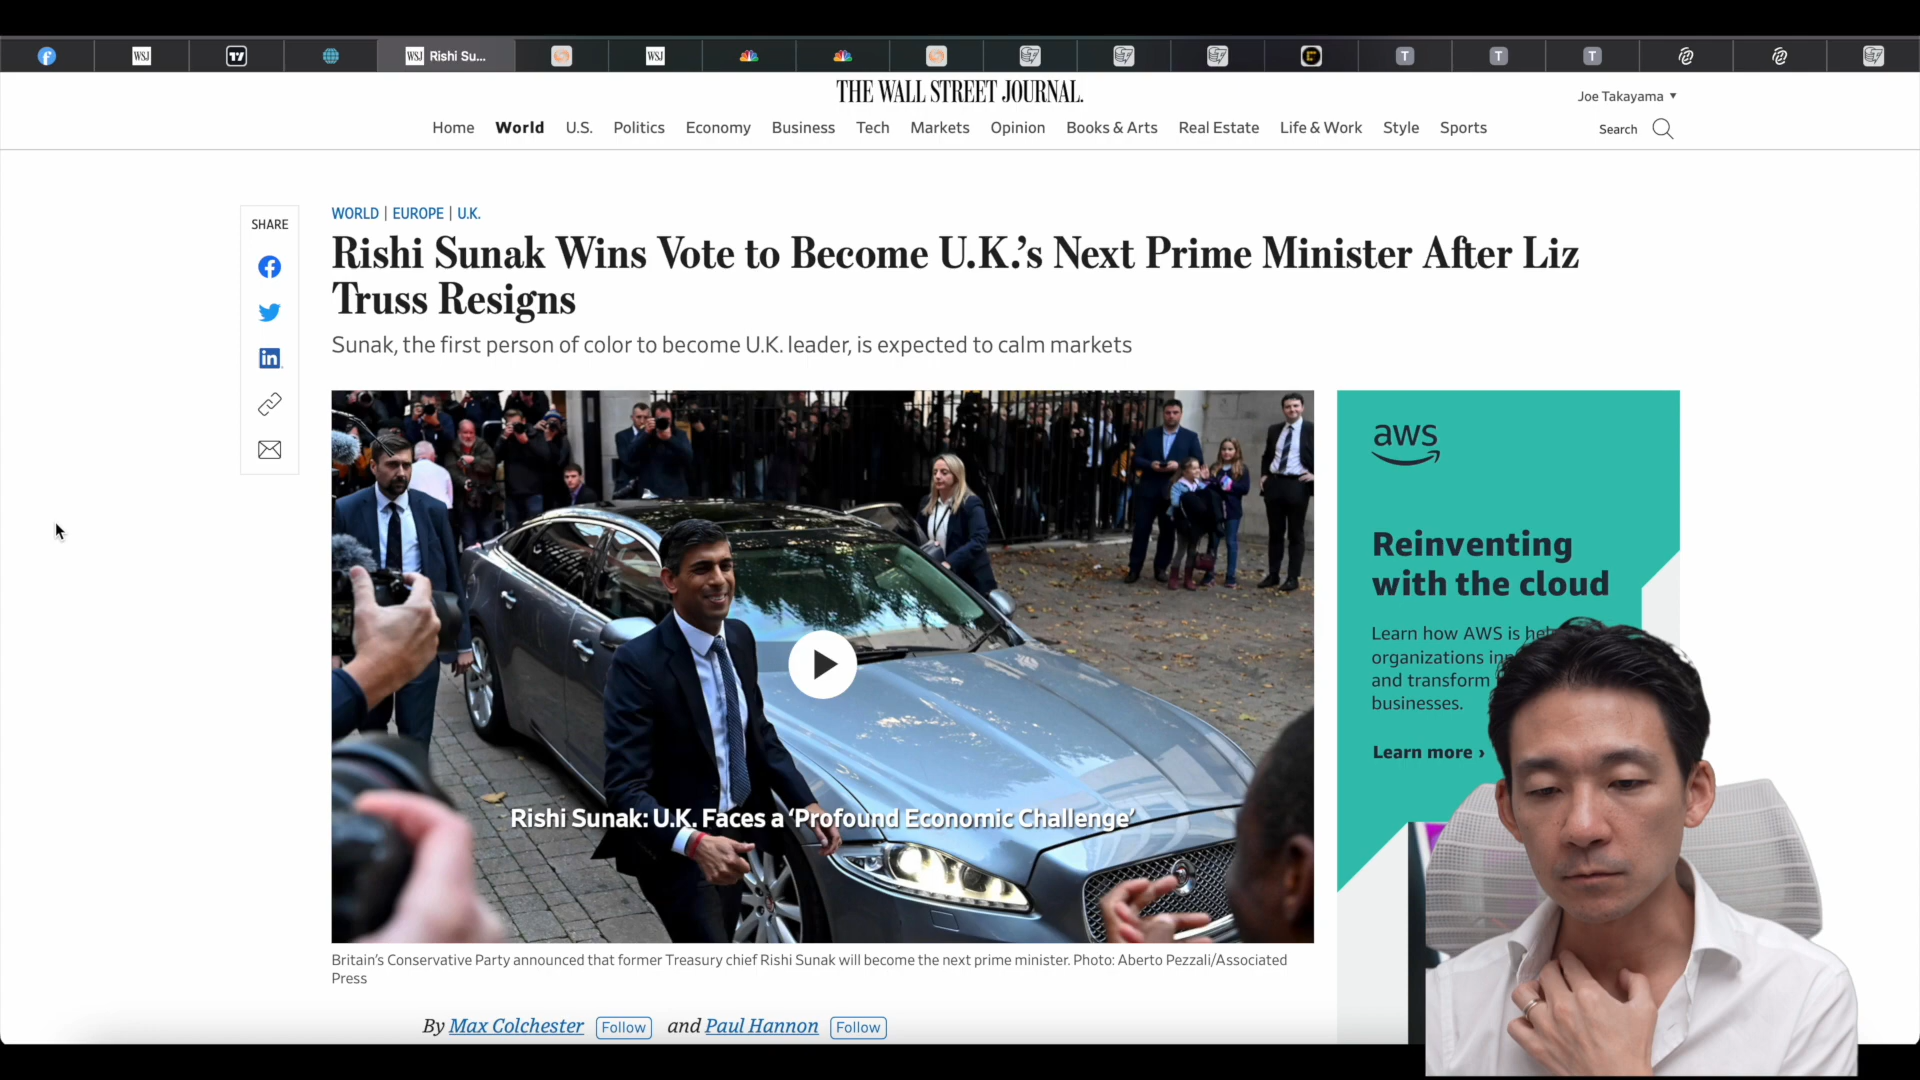 WSJ
WSJ Rishi Su...
WSJ
T
T
T
THE WALL STREET JOURNAL.
Joe Takayama
Home World U.S. Politics Economy Business Tech Markets Opinion Books & Arts Real Estate Life & Work Style Sports
Search
SHARE
WORLD | EUROPE | U.K.
Rishi Sunak Wins Vote to Become U.K.’s Next Prime Minister After Liz
Truss Resigns
Sunak, the first person of color to become U.K. leader, is expected to calm markets
in
Rishi Sunak: U.K. Faces a ‘Profound Economic Challenge’
aws
Reinventing
with the cloud
Learn how AWS is
organizations
and transform
businesses.
Learn more ›
Britain’s Conservative Party announced that former Treasury chief Rishi Sunak will become the next prime minister. Photo: Aberto Pezzali/Associated
Press
By Max Colchester Follow and Paul Hannon Follow